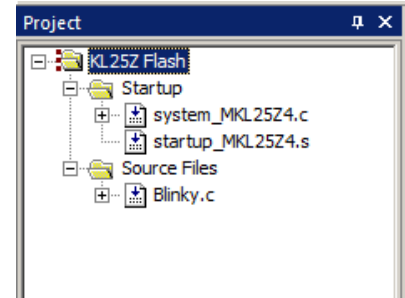 Project
KL25Z Flash
Startup
system_MKL25Z4.c
startup_MKL25Z4.s
Source Files
Blinky.c